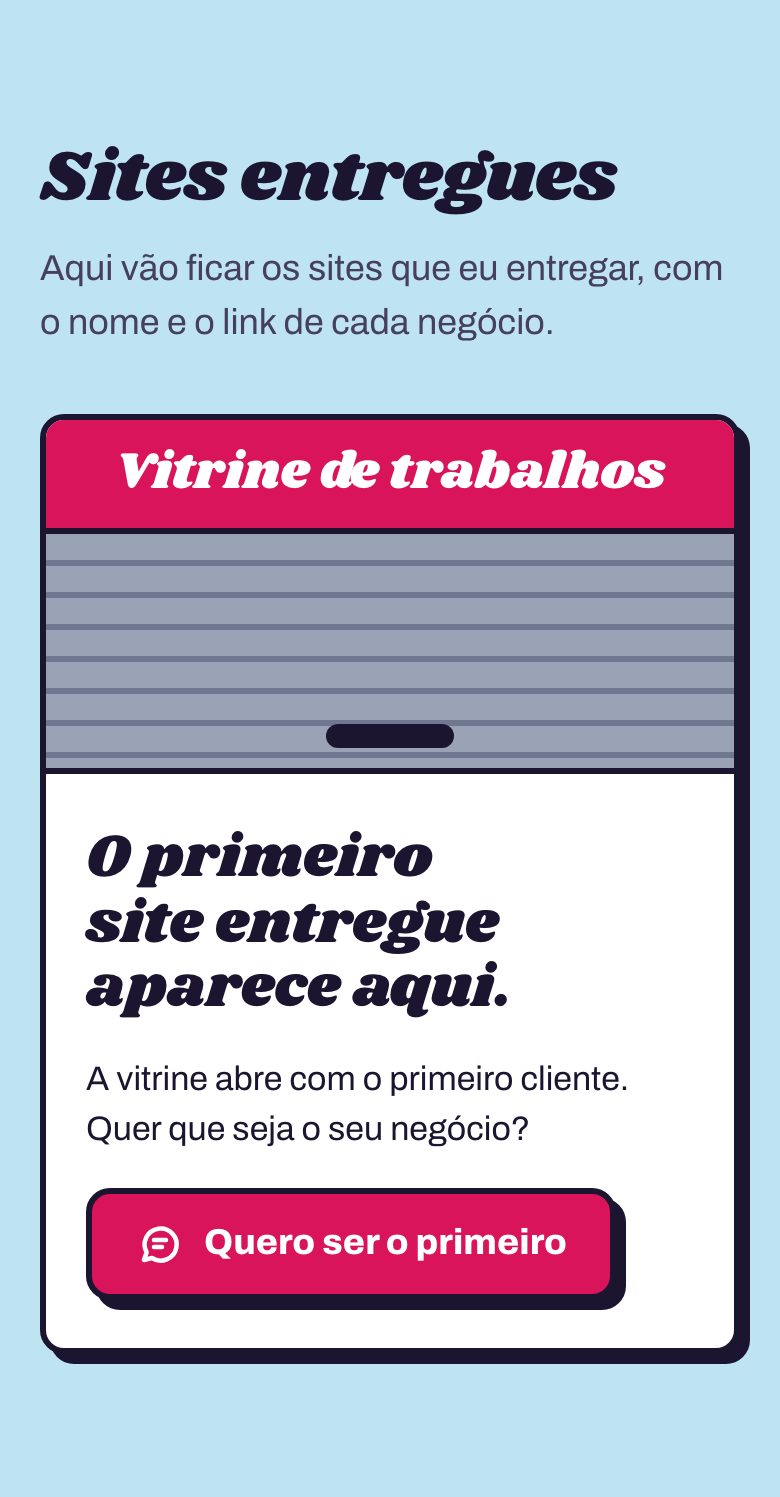 Sites entregues
Aqui vão ficar os sites que eu entregar, com
o nome e o link de cada negócio.
Vitrine de trabalhos
O primeiro
site entregue
aparece aqui.
A vitrine abre com o primeiro cliente.
Quer que seja o seu negócio?
Quero ser o primeiro